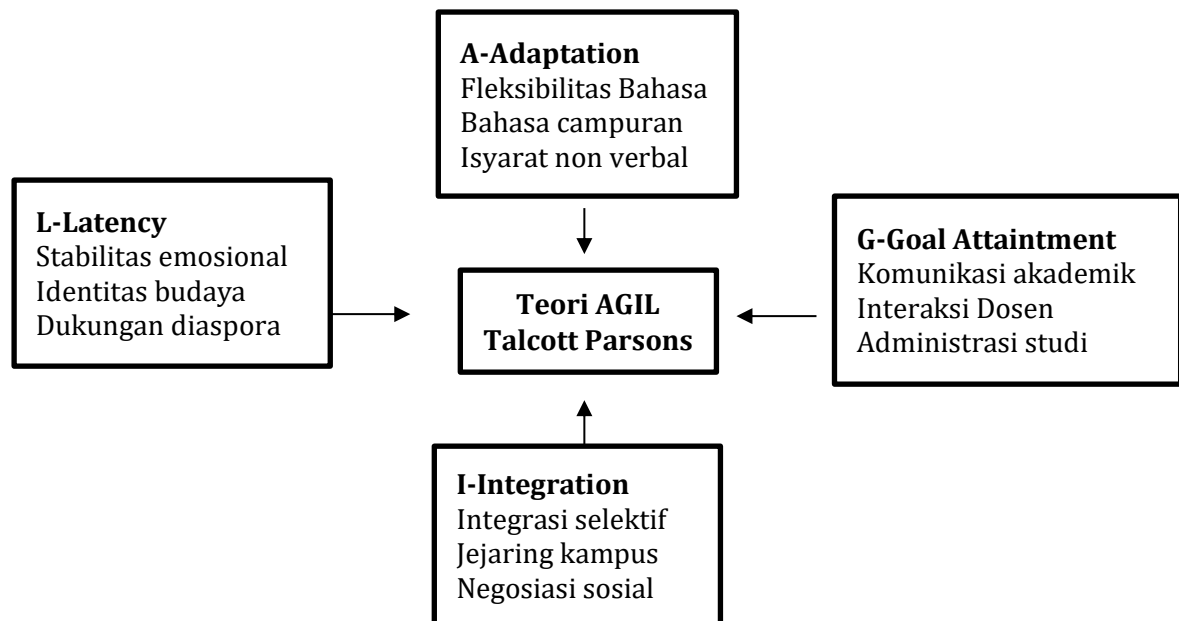 A-Adaptation
Fleksibilitas Bahasa
Bahasa campuran
Isyarat non verbal
L-Latency
Stabilitas emosional
Identitas budaya
Dukungan diaspora
Teori AGIL
Talcott Parsons
G-Goal Attaintment
Komunikasi akademik
Interaksi Dosen
Administrasi studi
I-Integration
Integrasi selektif
Jejaring kampus
Negosiasi sosial